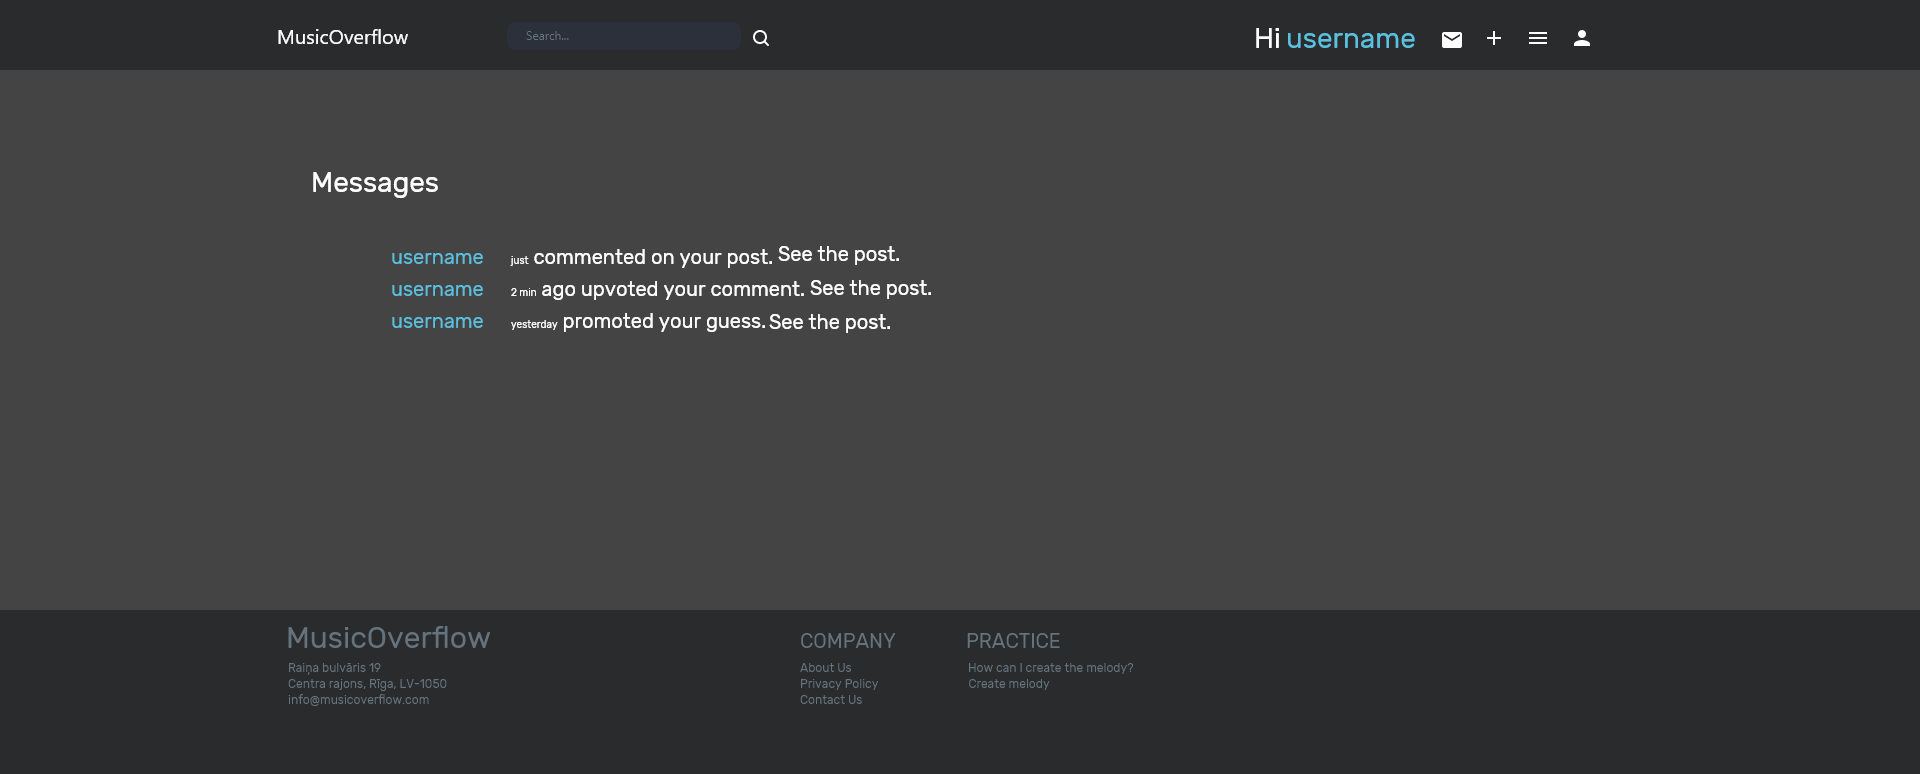 MusicOverflow
Search...
Hi username
Messages
username just commented on your post. See the post.
username 2 min ago upvoted your comment. See the post.
username yesterday promoted your guess. See the post.
MusicOverflow
Raiņa bulvāris 19
Centra rajons, Rīga, LV-1050
info@musicoverflow.com
COMPANY
About Us
Privacy Policy
Contact Us
PRACTICE
How can I create the melody?
Create melody